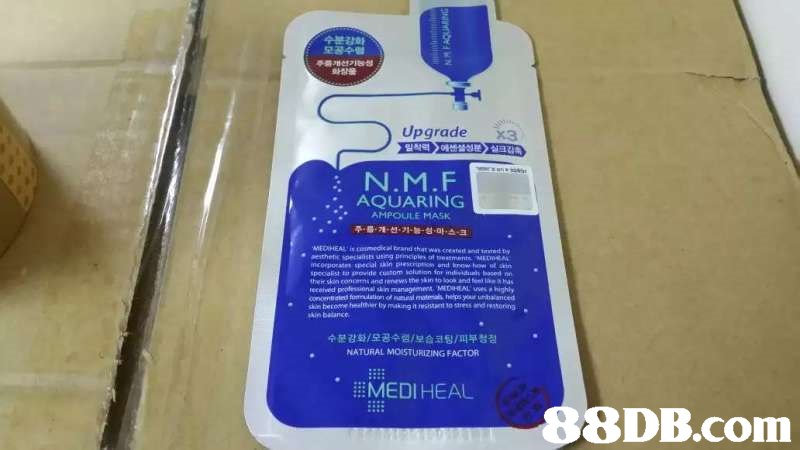 수분강화
모공수렴
주름개선기능성
화장품
N.M.F AQUARING
Upgrade x3
밀착력 에센셜성분 실크감촉
N.M.F
AQUARING
AMPOULE MASK
주·름·개·선·기·능·성·마·스·크
'MEDIHEAL' is cosmedical brand that was created and tested by
aesthetic specialists using principles of treatments. 'MEDIHEAL'
incorporates special skin prescription and know-how of skin
specialist to provide custom solution for individuals based on
their skin concerns and renews the skin to look and feel like it has
received professional skin management. 'MEDIHEAL' uses a highly
concentrated formulation of natural materials, helps your unbalanced
skin become healthier by making it resistant to stress and restoring
skin balance.
수분강화/모공수렴/보습코팅/피부청정
NATURAL MOISTURIZING FACTOR
MEDIHEAL
88DB.com